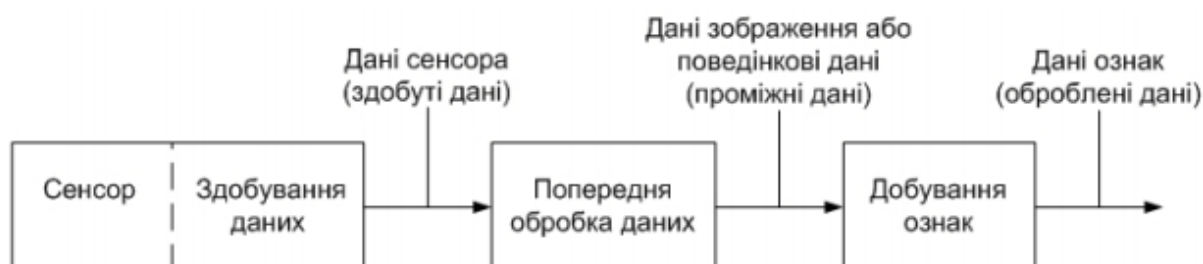 Дані сенсора
(здобуті дані)
Дані зображення або
поведінкові дані
(проміжні дані)
Дані ознак
(оброблені дані)
Сенсор
Здобування
даних
Попередня
обробка даних
Добування
ознак